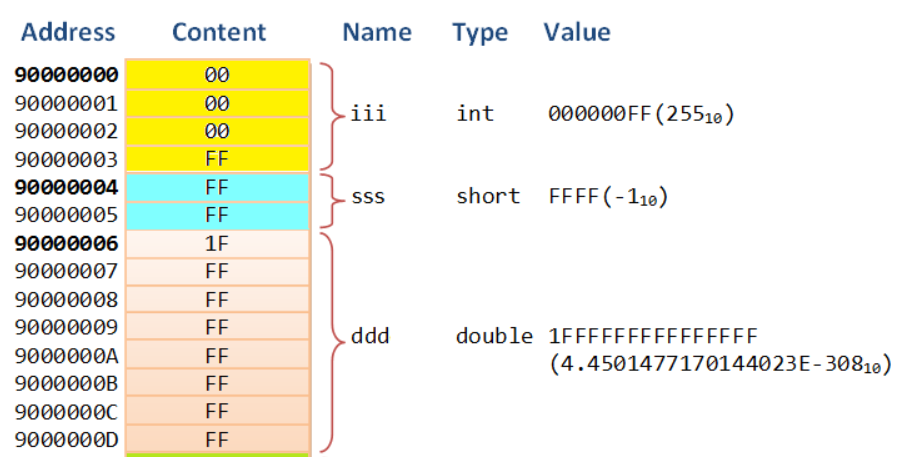 Address Content Name Type Value
90000000 00
90000001 00
iii int 000000FF(255₁₀)
90000002 00
90000003 FF
90000004 FF
sss short FFFF(-1₁₀)
90000005 FF
90000006 1F
90000007 FF
90000008 FF
90000009 FF
ddd double 1FFFFFFFFFFFFFFF
9000000A FF
(4.4501477170144023E-308₁₀)
9000000B FF
9000000C FF
9000000D FF